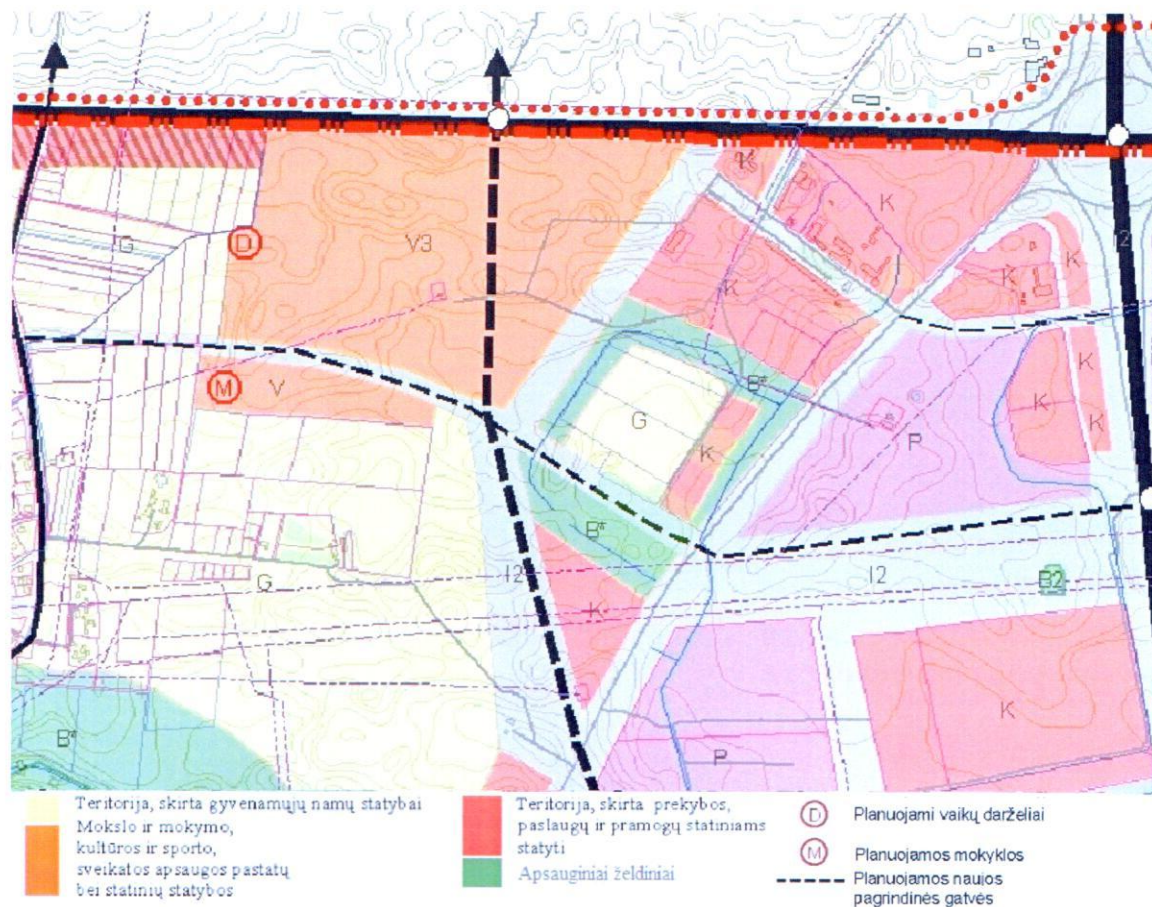 K
G
D
V3
K
I2
K
K
K
M
V
B*
K
G
K
P
K
K
B*
I2
I2
B2
G
K
K
B*
P
Teritorija, skirta gyvenamųjų namų statybai
Mokslo ir mokymo,
kultūros ir sporto,
sveikatos apsaugos pastatų
bei statinių statybos
Teritorija, skirta prekybos,
paslaugų ir pramogų statiniams
statyti
Apsauginiai želdiniai
D Planuojami vaikų darželiai
M Planuojamos mokyklos
Planuojamos naujos
pagrindinės gatvės